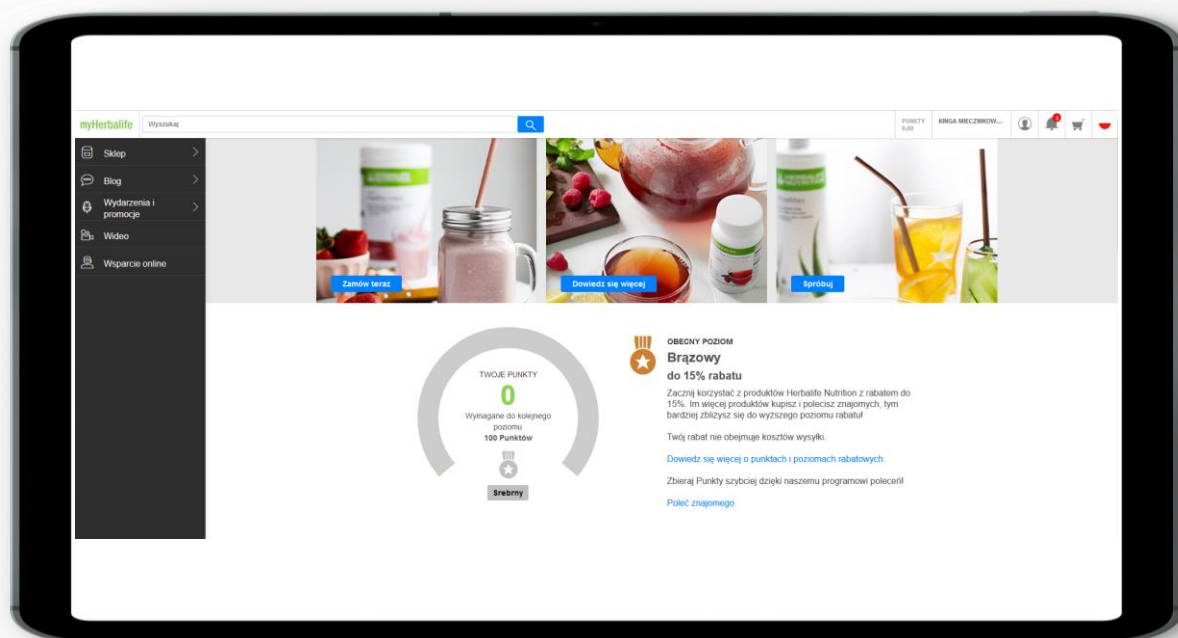 myHerbalife
Wyszukaj
PUNKTY
0,00
KINGA MIECZNIKOW...
3
Sklep
Blog
Wydarzenia i
promocje
Wideo
Wsparcie online
HERBALIFE
NUTRITION
Zamów teraz
Dowiedz się więcej
Spróbuj
TWOJE PUNKTY
0
Wymagane do kolejnego
poziomu
100 Punktów
Srebrny
OBECNY POZIOM
Brązowy
do 15% rabatu
Zacznij korzystać z produktów Herbalife Nutrition z rabatem do
15%. Im więcej produktów kupisz i polecisz znajomych, tym
bardziej zbliżysz się do wyższego poziomu rabatu!
Twój rabat nie obejmuje kosztów wysyłki.
Dowiedz się więcej o punktach i poziomach rabatowych.
Zbieraj Punkty szybciej dzięki naszemu programowi poleceń!
Poleć znajomego